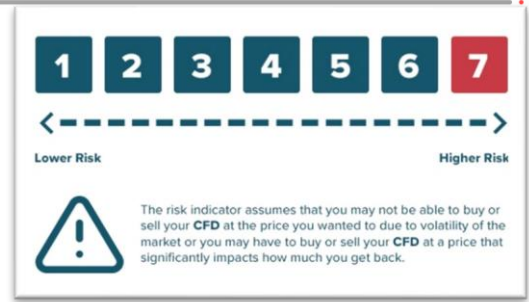 1 2 3 4 5 6 7
Lower Risk Higher Risk
The risk indicator assumes that you may not be able to buy or
sell your CFD at the price you wanted to due to volatility of the
market or you may have to buy or sell your CFD at a price that
significantly impacts how much you get back.